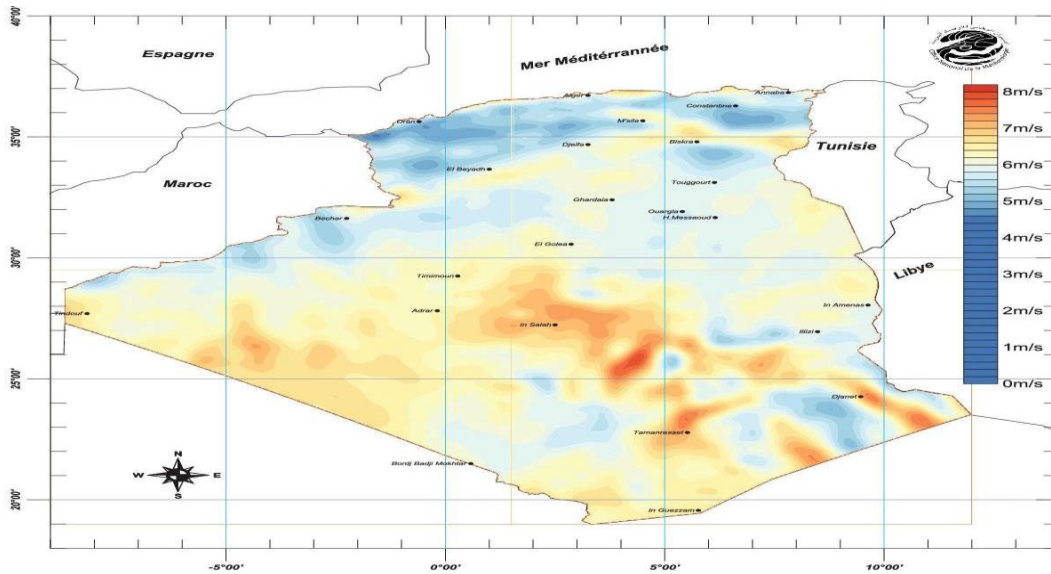 40°00'
35°00'
30°00'
25°00'
20°00'
-5°00'
0°00'
5°00'
10°00'
Espagne
Mer Méditérrannée
Maroc
Tunisie
Libye
Alger
Annaba
Constantine
Oran
M'sila
Djelfa
Biskra
El Bayadh
Touggourt
Ghardaia
Ouargla
H.Messaoud
Béchar
El Golea
Timimoun
In Amenas
Tindouf
Adrar
In Salah
Illizi
Djanet
Tamanrasset
Bordj Badji Mokhtar
In Guezzam
N
W
E
S
8m/s
7m/s
6m/s
5m/s
4m/s
3m/s
2m/s
1m/s
0m/s